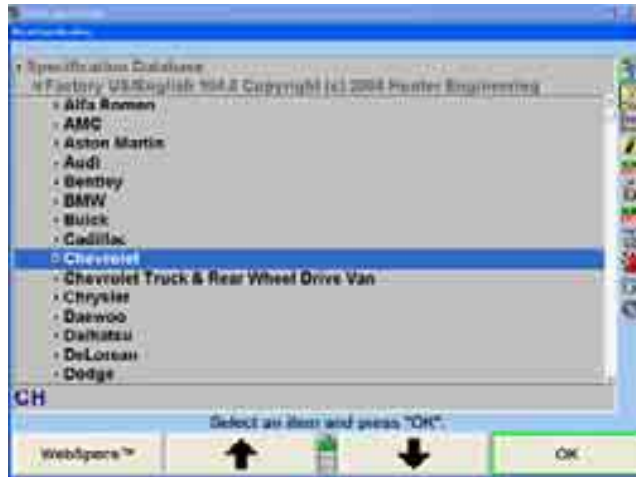 Specification Database
Factory US/English Copyright (c) 2004 Hunter Engineering
Alfa Romeo
AMC
Aston Martin
Audi
Bentley
BMW
Buick
Cadillac
Chevrolet
Chevrolet Truck & Rear Wheel Drive Van
Chrysler
Daewoo
Daihatsu
DeLorean
Dodge
CH
Select an item and press "OK".
WebSpecs™
OK